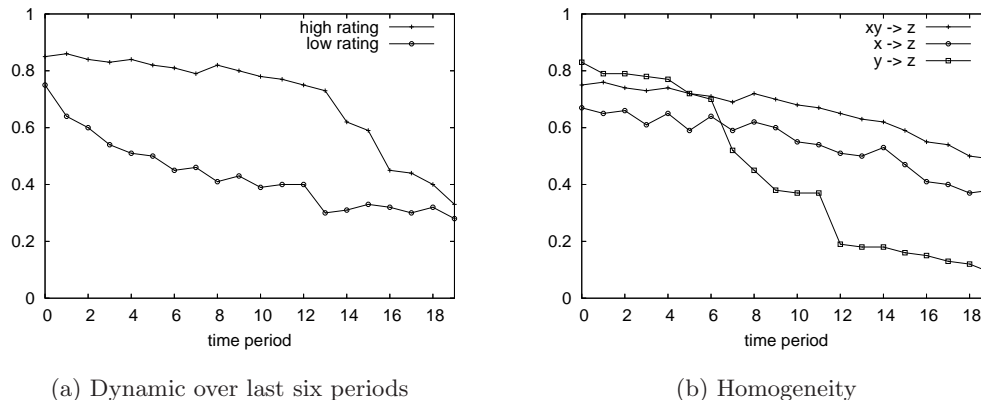 1
0.8
0.6
0.4
0.2
0
0 2 4 6 8 10 12 14 16 18
time period
high rating
low rating
(a) Dynamic over last six periods
1
0.8
0.6
0.4
0.2
0
0 2 4 6 8 10 12 14 16 18
time period
xy -> z
x -> z
y -> z
(b) Homogeneity